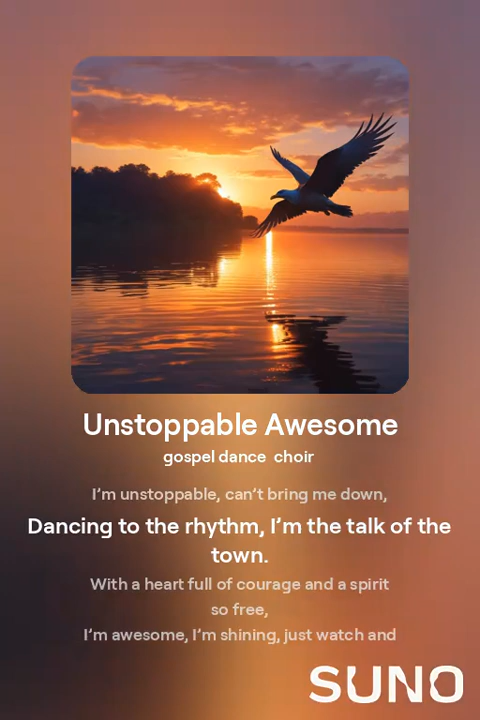 Unstoppable Awesome
gospel dance choir
I'm unstoppable, can't bring me down,
Dancing to the rhythm, I'm the talk of the
town.
With a heart full of courage and a spirit
so free,
I'm awesome, I'm shining, just watch and
SUNO